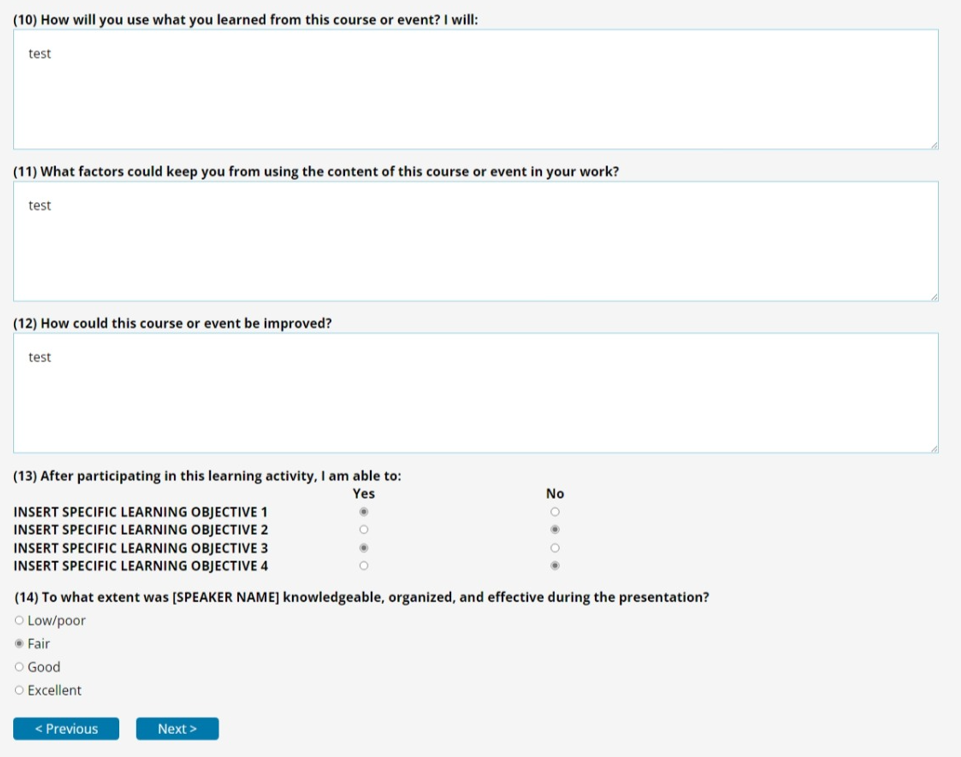 (10) How will you use what you learned from this course or event? I will:
test
(11) What factors could keep you from using the content of this course or event in your work?
test
(12) How could this course or event be improved?
test
(13) After participating in this learning activity, I am able to:
Yes No
INSERT SPECIFIC LEARNING OBJECTIVE 1
INSERT SPECIFIC LEARNING OBJECTIVE 2
INSERT SPECIFIC LEARNING OBJECTIVE 3
INSERT SPECIFIC LEARNING OBJECTIVE 4
(14) To what extent was [SPEAKER NAME] knowledgeable, organized, and effective during the presentation?
Low/poor
Fair
Good
Excellent
< Previous Next >